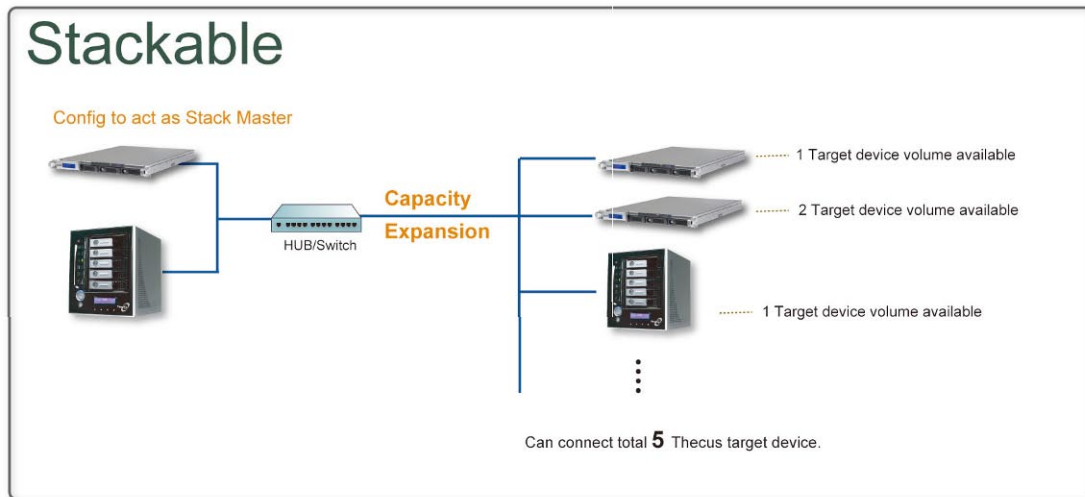 Stackable
Config to act as Stack Master
HUB/Switch
Capacity
Expansion
1 Target device volume available
2 Target device volume available
1 Target device volume available
Can connect total 5 Thecus target device.